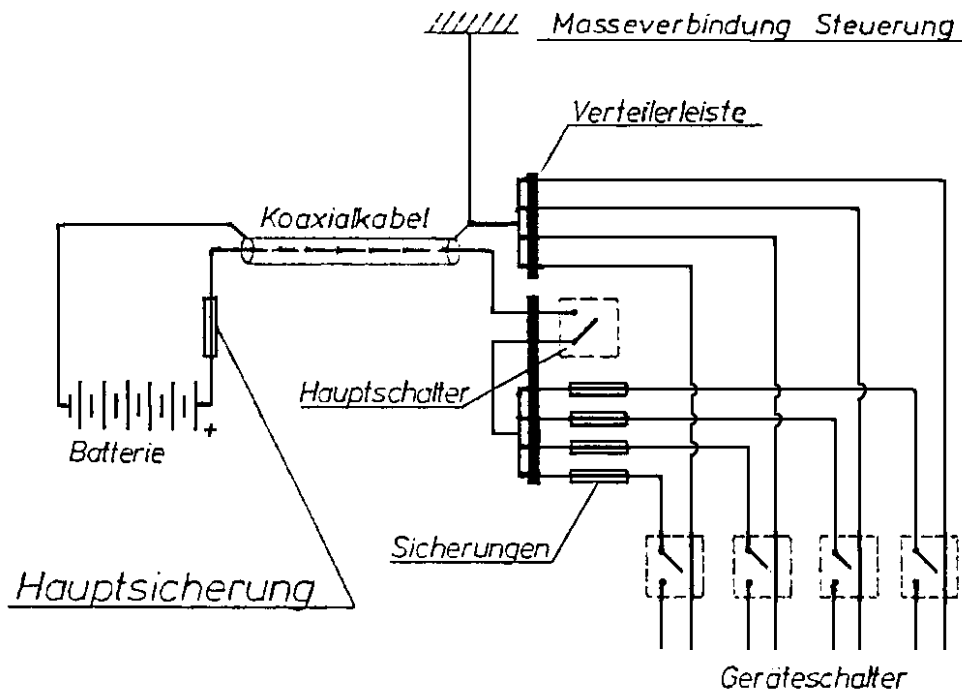 Masseverbindung Steuerung
Verteilerleiste
Koaxialkabel
Hauptschalter
+
Batterie
Sicherungen
Hauptsicherung
Geräteschalter